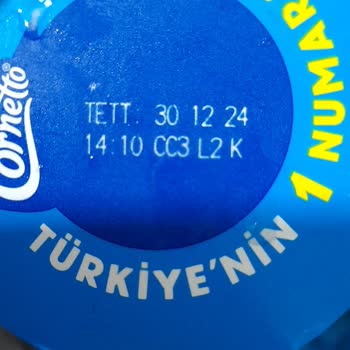 Cornetto
TETT: 30 12 24
14:10 CC3 L2 K
TÜRKİYE'NİN 1 NUMAR